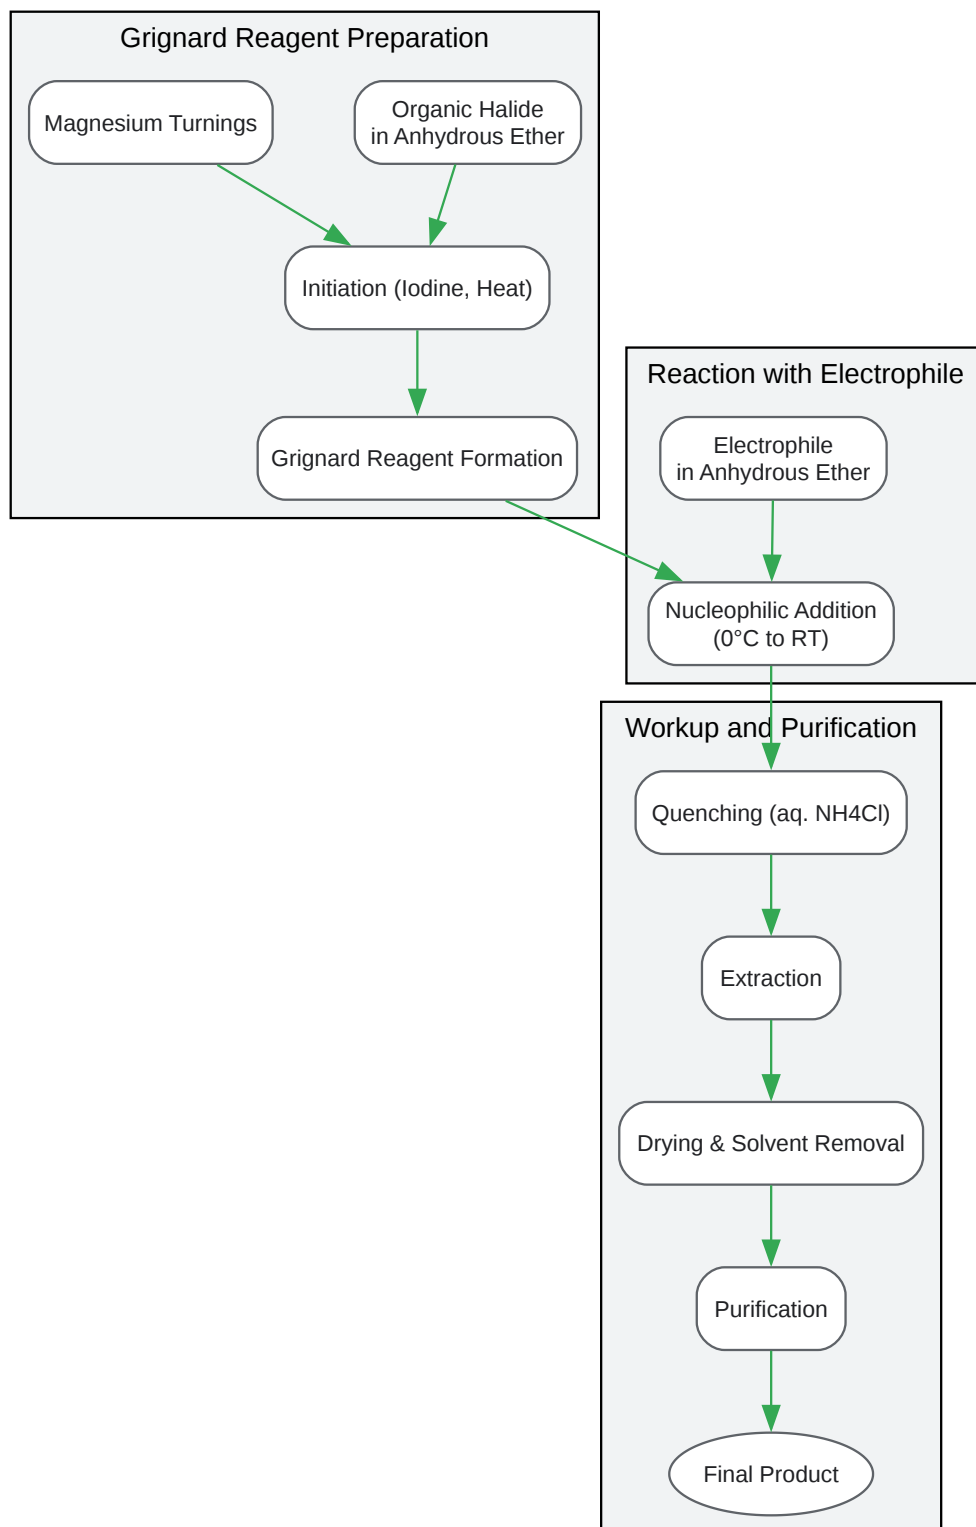 Grignard Reagent Preparation
Magnesium Turnings
Organic Halide
in Anhydrous Ether
Initiation (Iodine, Heat)
Grignard Reagent Formation
Reaction with Electrophile
Electrophile
in Anhydrous Ether
Nucleophilic Addition
(0°C to RT)
Workup and Purification
Quenching (aq. NH4Cl)
Extraction
Drying & Solvent Removal
Purification
Final Product